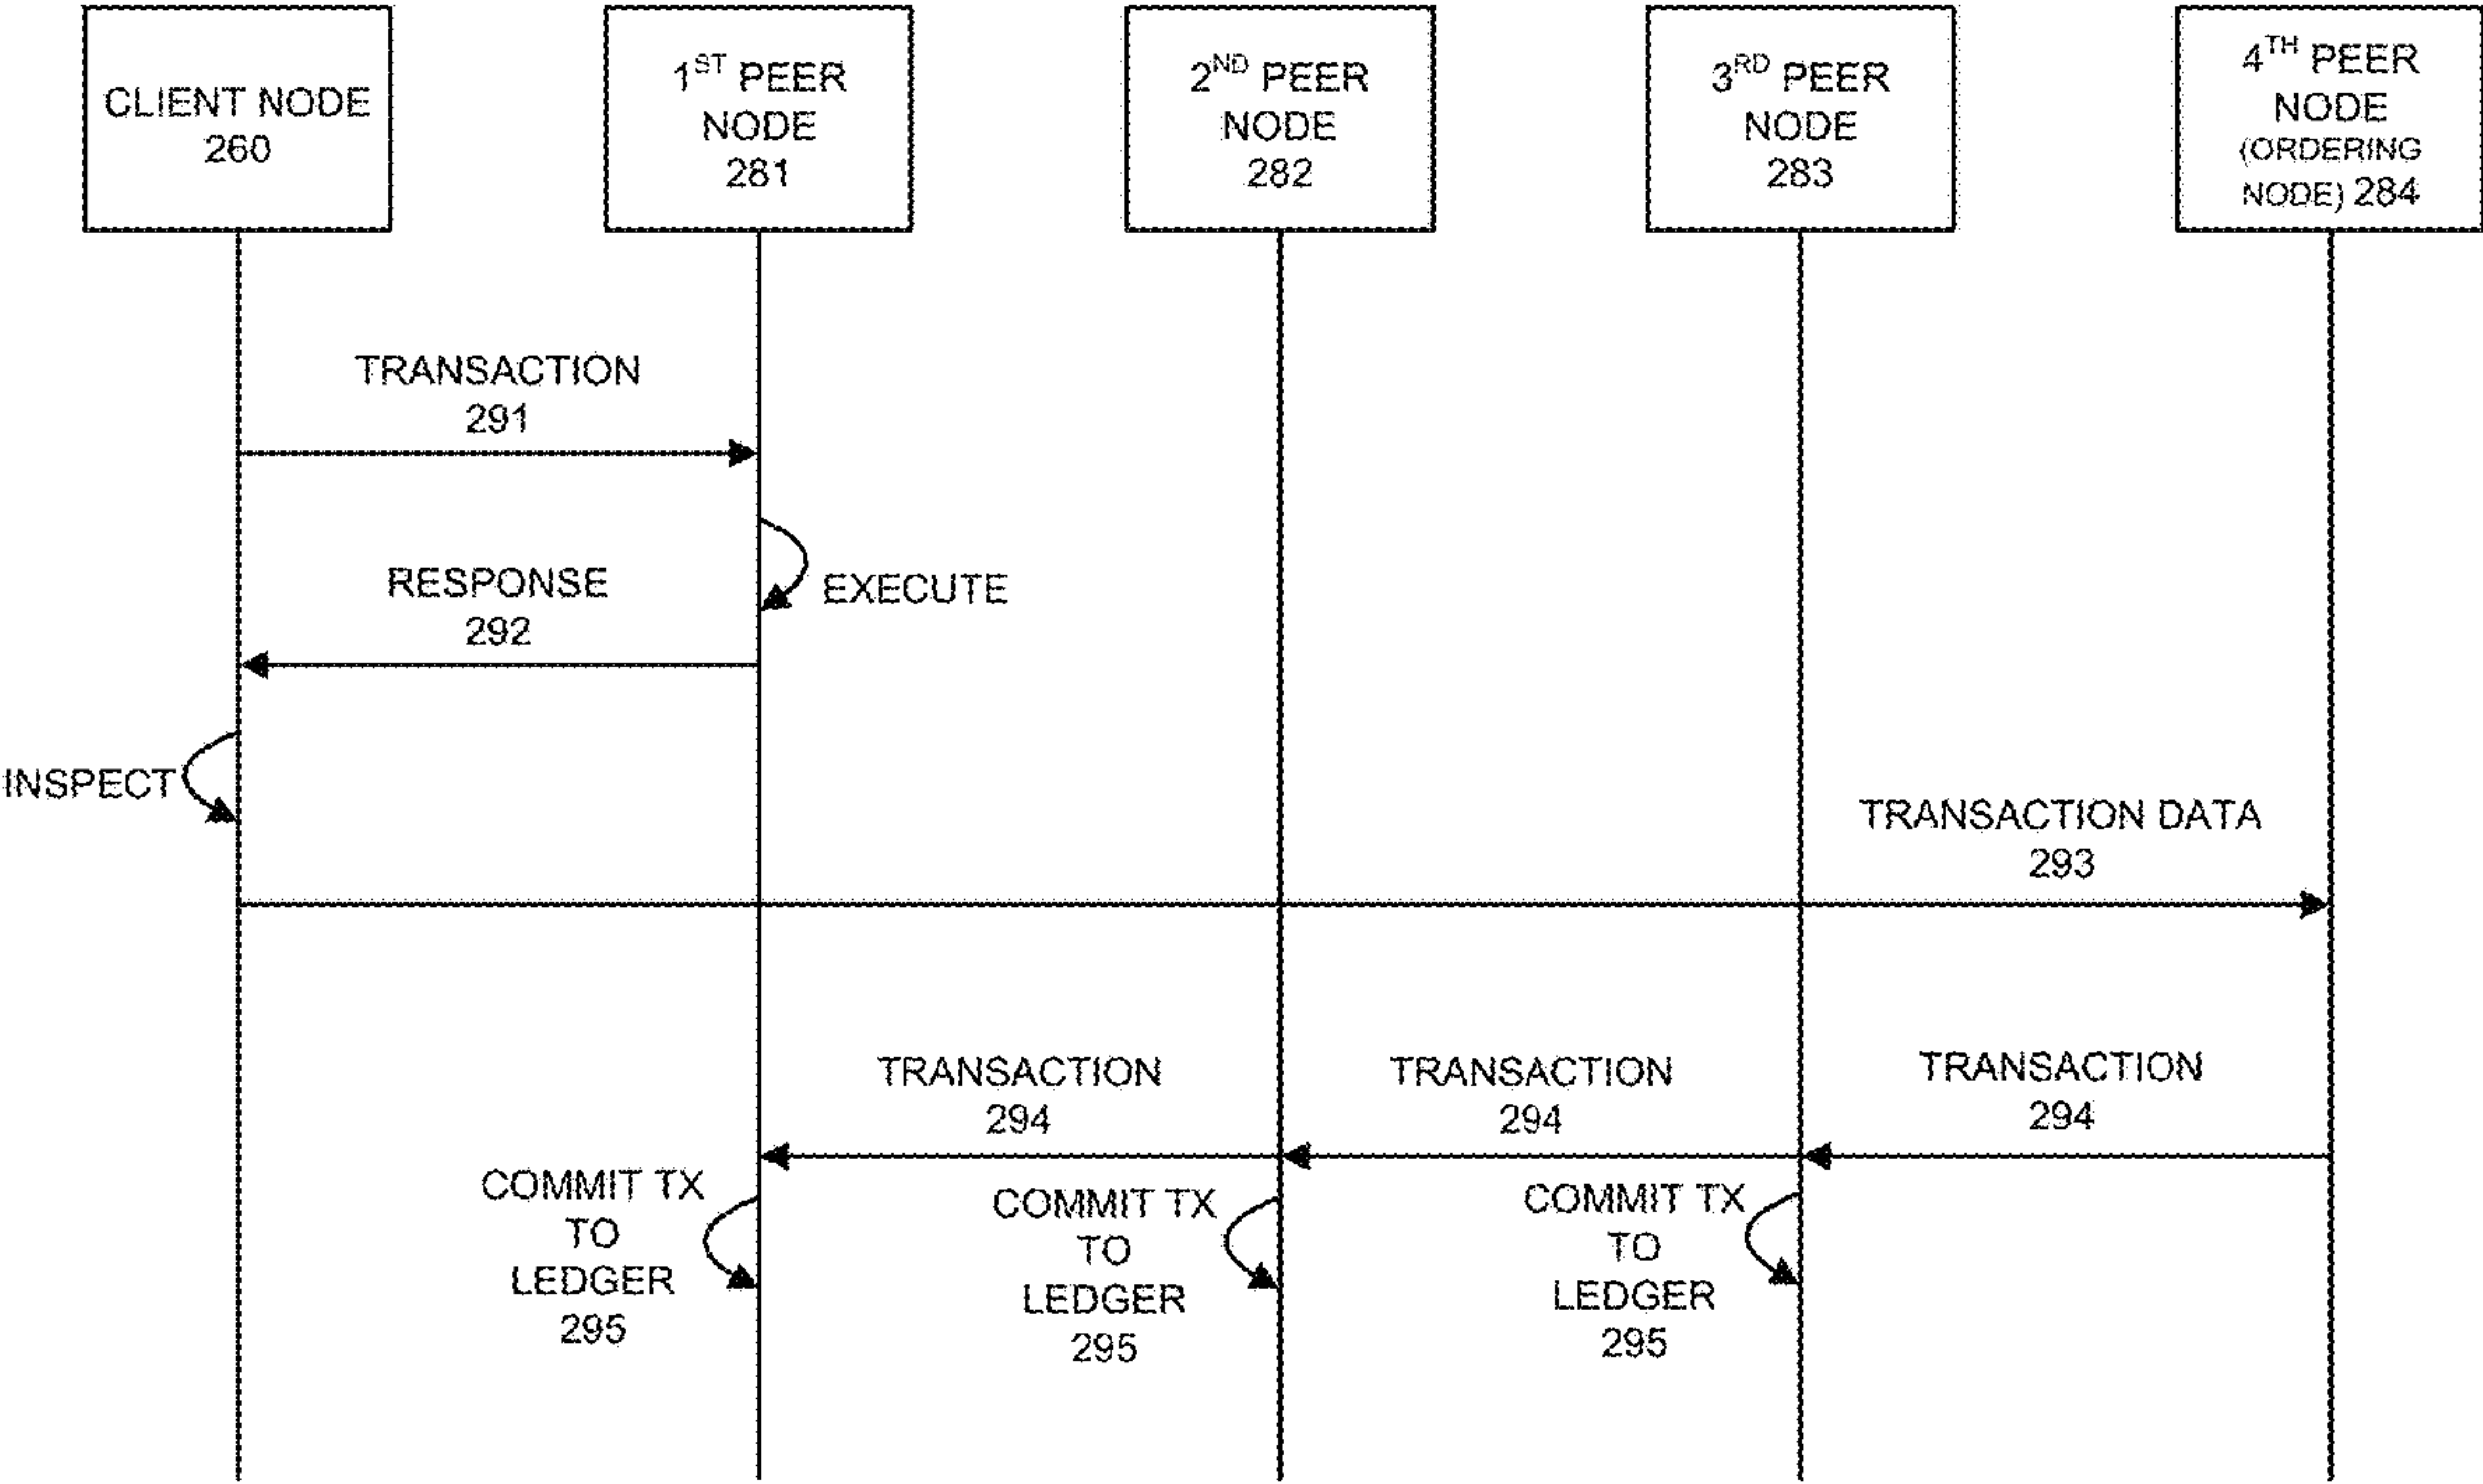 CLIENT NODE
260
1ST PEER
NODE
281
2ND PEER
NODE
282
3RD PEER
NODE
283
4TH PEER
NODE
(ORDERING
NODE) 284
TRANSACTION
291
EXECUTE
RESPONSE
292
INSPECT
TRANSACTION DATA
293
TRANSACTION
294
TRANSACTION
294
TRANSACTION
294
COMMIT TX
TO
LEDGER
295
COMMIT TX
TO
LEDGER
295
COMMIT TX
TO
LEDGER
295